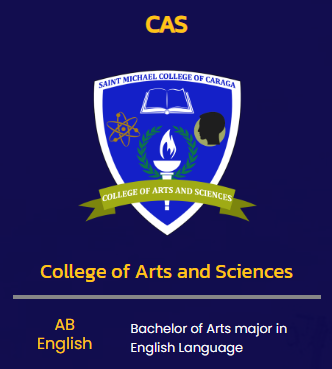 CAS
SAINT MICHAEL COLLEGE OF CARAGA
COLLEGE OF ARTS AND SCIENCES
College of Arts and Sciences
AB English
Bachelor of Arts major in
English Language